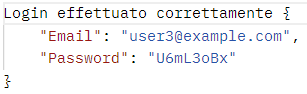 Login effettuato correttamente {
    "Email": "user3@example.com",
    "Password": "U6mL3oBx"
}